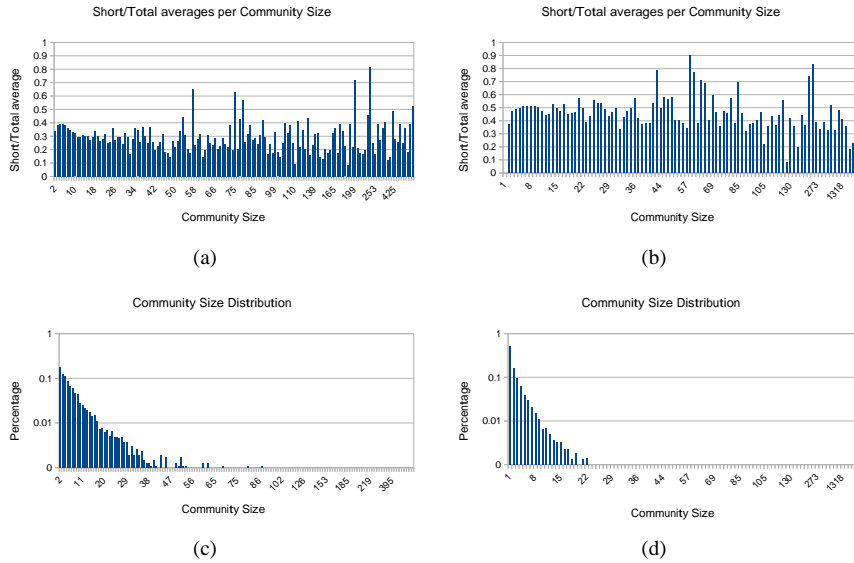 Short/Total averages per Community Size
Short/Total average
1
0.9
0.8
0.7
0.6
0.5
0.4
0.3
0.2
0.1
0
2 10 18 26 34 42 50 58 66 75 85 99 110 139 165 199 253 425
Community Size
(a)
Short/Total averages per Community Size
Short/Total average
1
0.9
0.8
0.7
0.6
0.5
0.4
0.3
0.2
0.1
0
1 8 15 22 29 36 44 57 69 85 105 130 273 1318
Community Size
(b)
Community Size Distribution
Percentage
1
0.1
0.01
0
2 11 20 29 38 47 56 65 75 86 102 126 153 185 219 395
Community Size
(c)
Community Size Distribution
Percentage
1
0.1
0.01
0
1 8 15 22 29 36 44 57 69 85 105 130 273 1318
Community Size
(d)